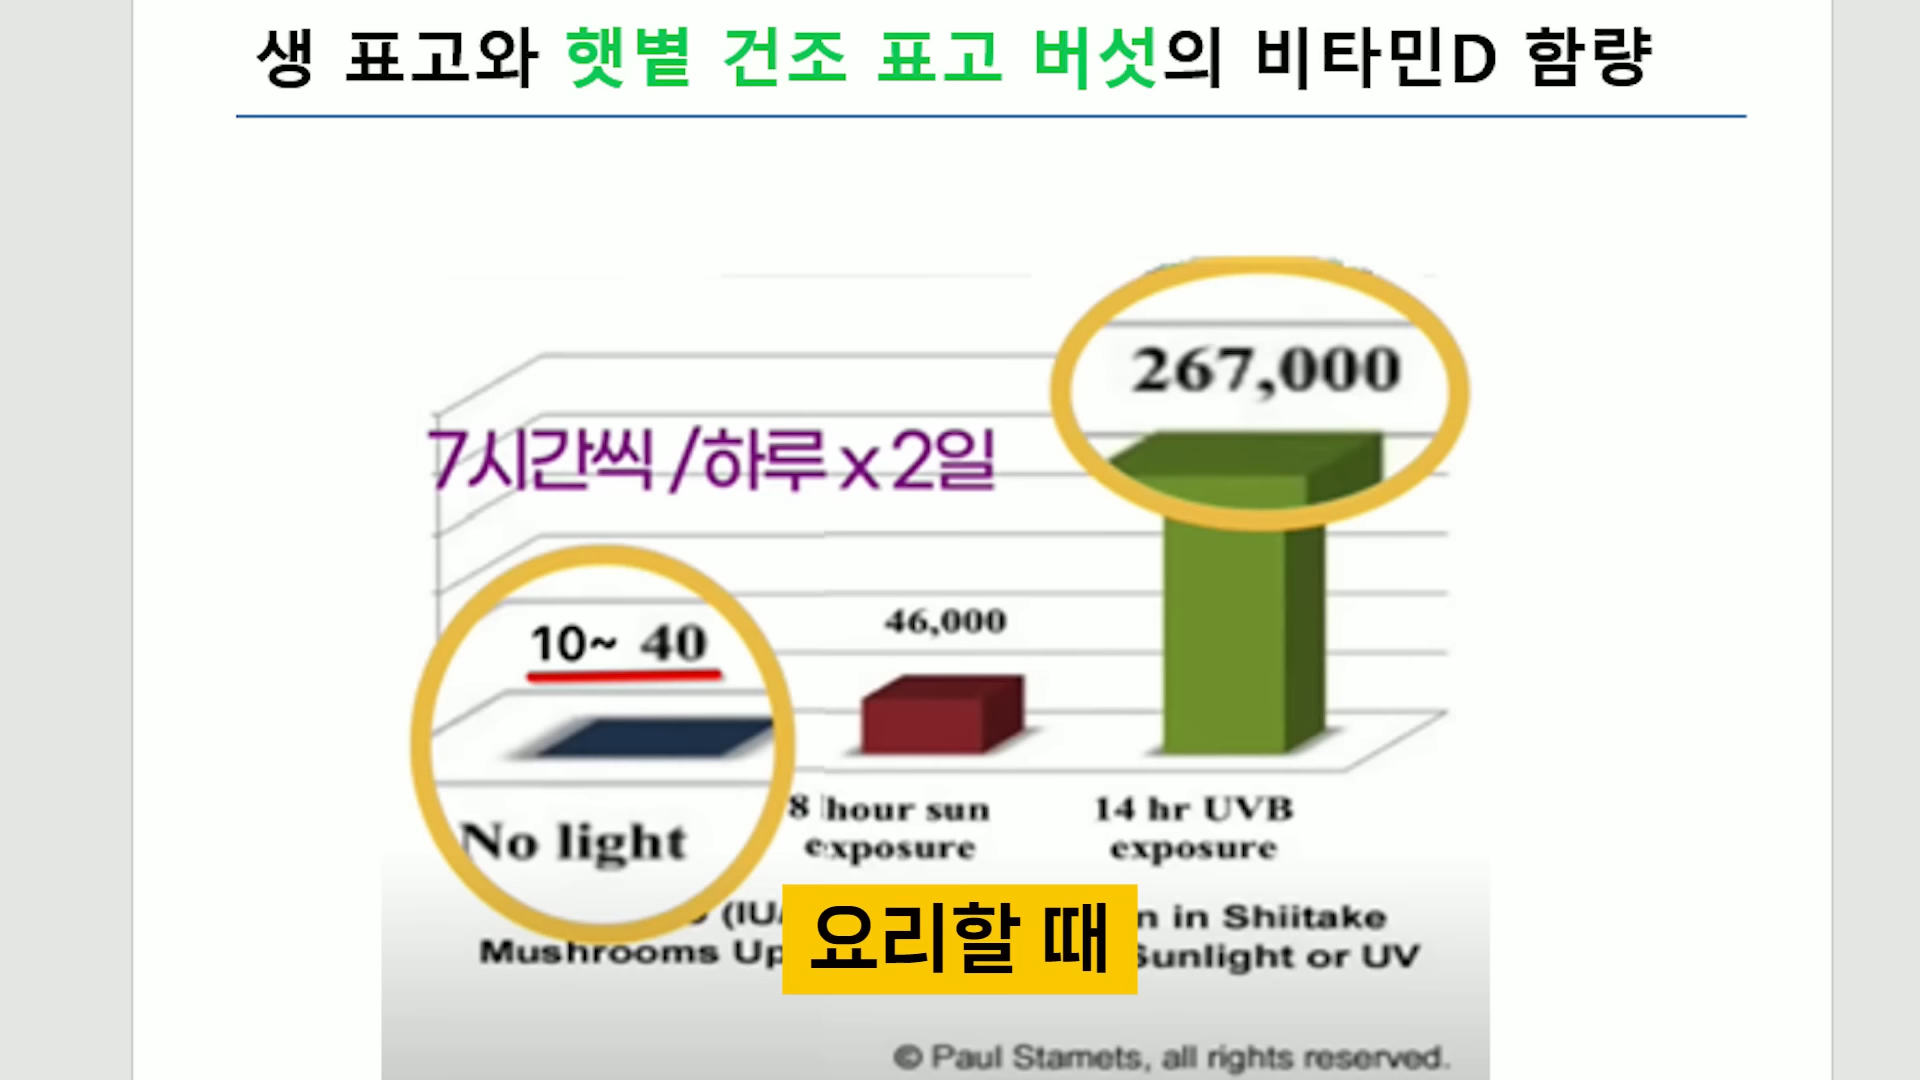 생 표고와 햇볕 건조 표고 버섯의 비타민D 함량
267,000
7시간씩 /하루 x 2일
10~ 40
46,000
No light
8 hour sun
exposure
14 hr UVB
exposure
(IU in Shiitake
Mushrooms Up Sunlight or UV
요리할 때
© Paul Stamets, all rights reserved.